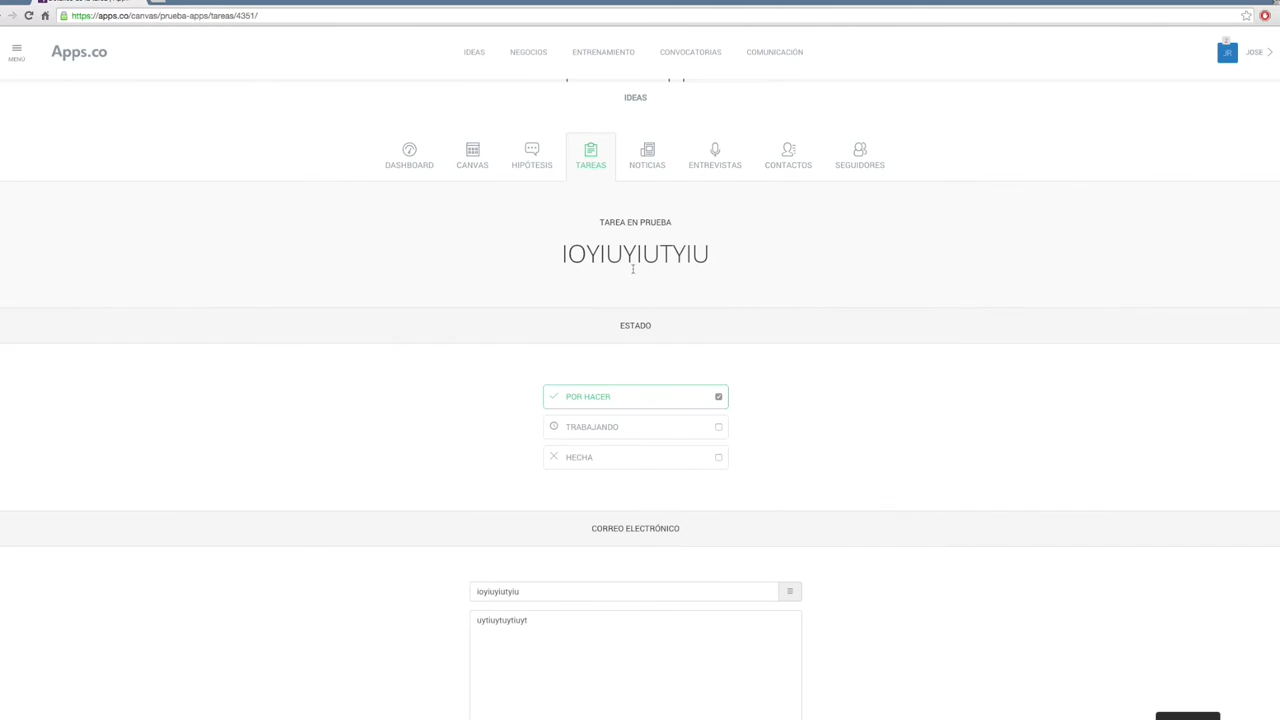 https://apps.co/canvas/prueba-apps/tareas/4351/
MENÚ
Apps.co
IDEAS
NEGOCIOS
ENTRENAMIENTO
CONVOCATORIAS
COMUNICACIÓN
JR
JOSE
IDEAS
DASHBOARD
CANVAS
HIPÓTESIS
TAREAS
NOTICIAS
ENTREVISTAS
CONTACTOS
SEGUIDORES
TAREA EN PRUEBA
IOYIUYIUTYIU
ESTADO
POR HACER
TRABAJANDO
HECHA
CORREO ELECTRÓNICO
ioyiuyiutyiu
uytiuytuytiuyt